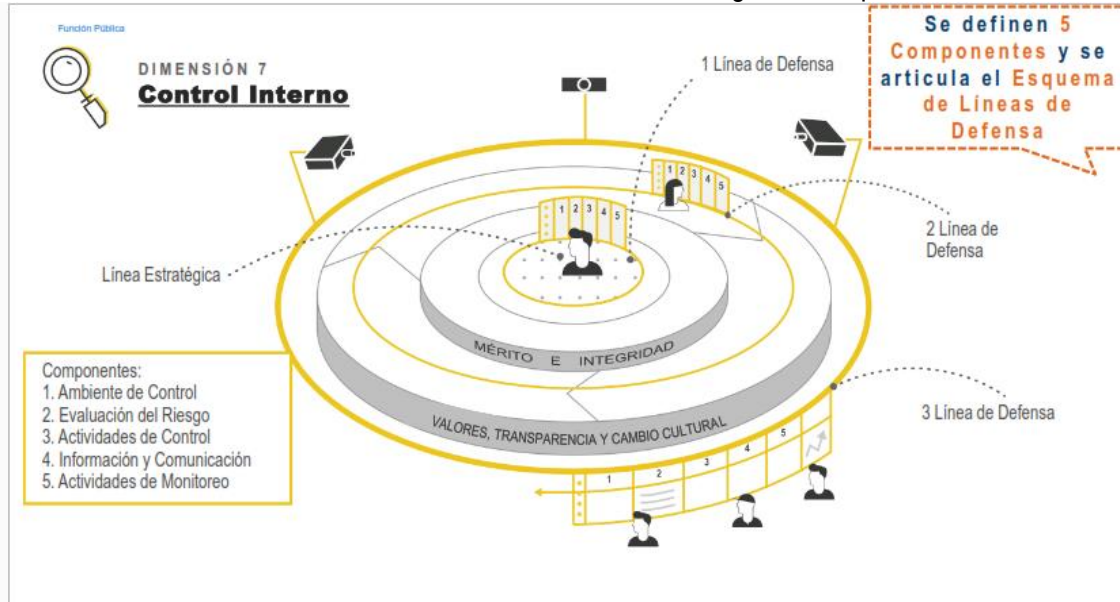 Función Pública
DIMENSIÓN 7
Control Interno
Se definen 5
Componentes y se
articula el Esquema
de Líneas de
Defensa
1 Línea de Defensa
1 2 3 4 5
1 2 3 4 5
2 Línea de
Defensa
Línea Estratégica
MÉRITO E INTEGRIDAD
VALORES, TRANSPARENCIA Y CAMBIO CULTURAL
3 Línea de Defensa
Componentes:
1. Ambiente de Control
2. Evaluación del Riesgo
3. Actividades de Control
4. Información y Comunicación
5. Actividades de Monitoreo
1 2 3 4 5